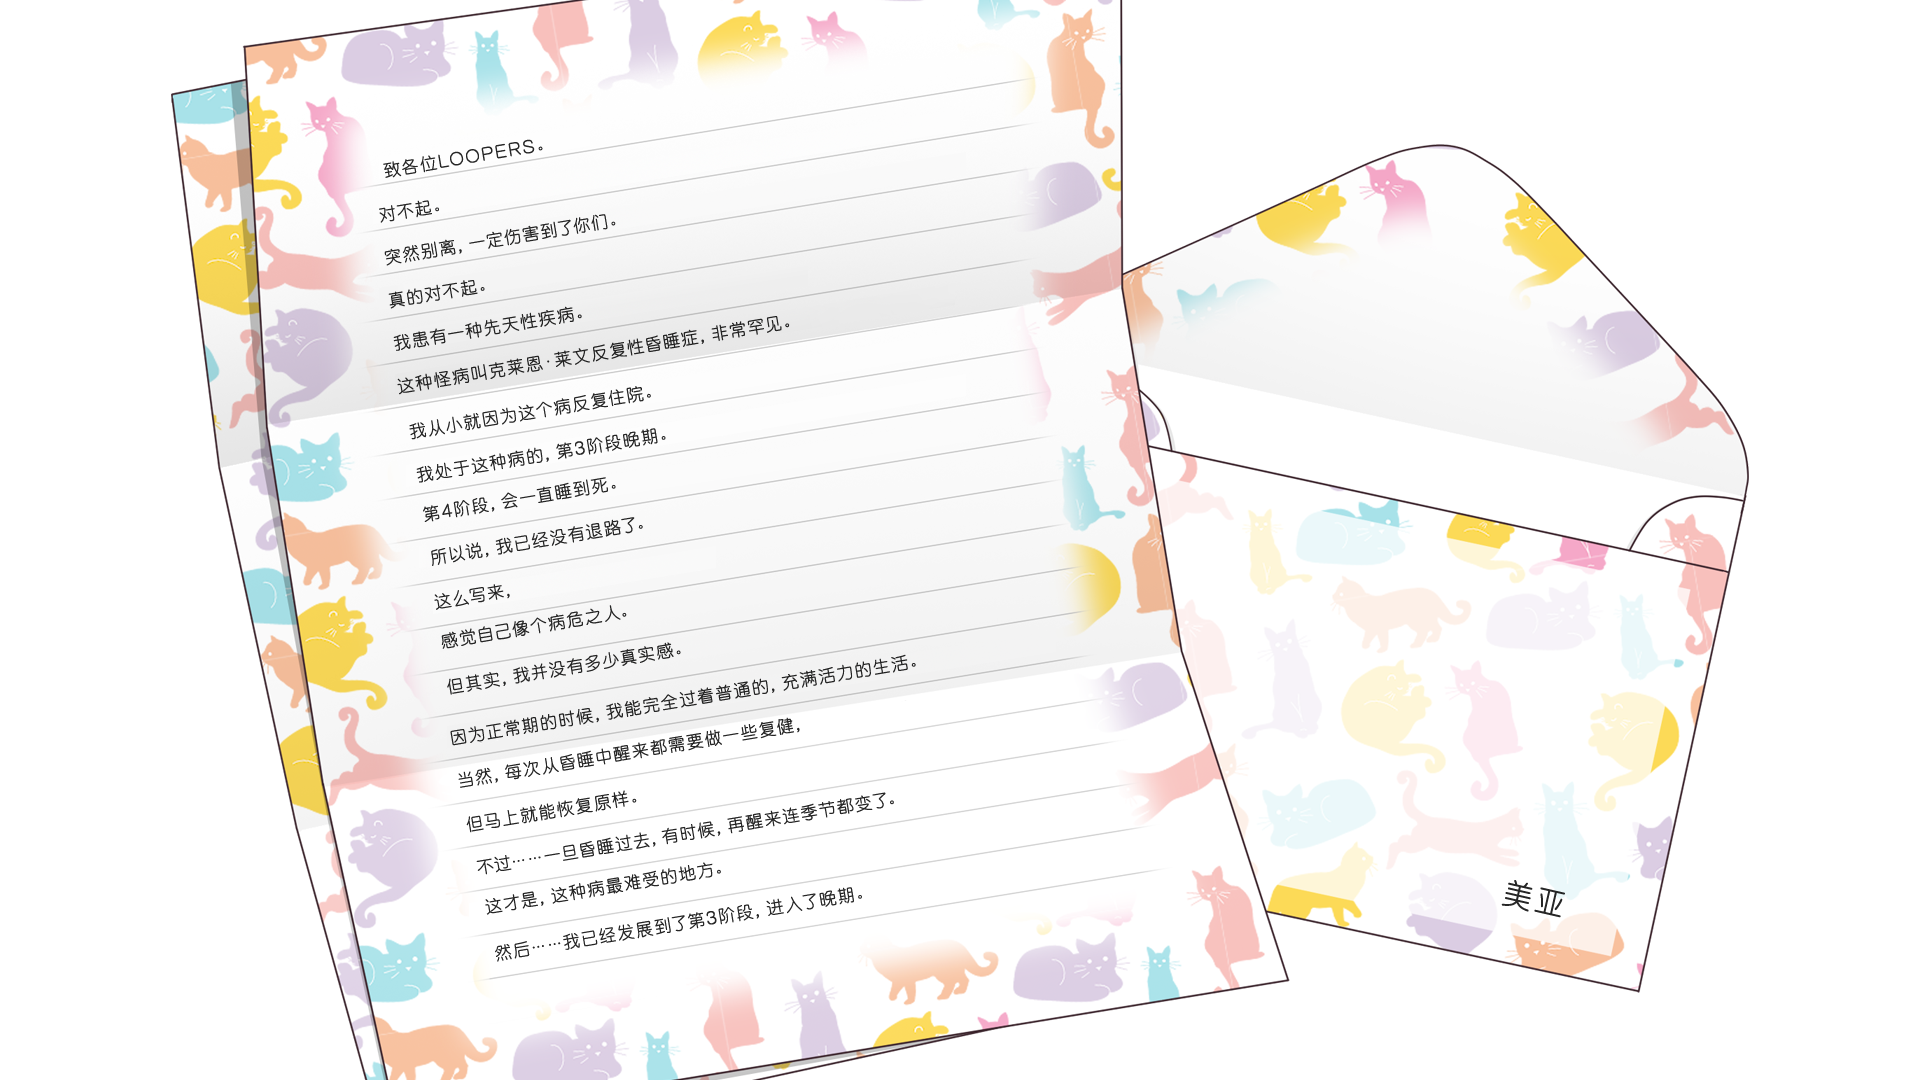 致各位LOOPERS。
对不起。
突然别离，一定伤害到了你们。
真的对不起。
我患有一种先天性疾病。
这种怪病叫克莱恩·莱文反复性昏睡症，非常罕见。
我从小就因为这个病反复住院。
我处于这种病的，第3阶段晚期。
第4阶段，会一直睡到死。
所以说，我已经没有退路了。
这么写来，
感觉自己像个病危之人。
但其实，我并没有多少真实感。
因为正常期的时候，我能完全过着普通的，充满活力的生活。
当然，每次从昏睡中醒来都需要做一些复健，
但马上就能恢复原样。
不过……一旦昏睡过去，有时候，再醒来连季节都变了。
这才是，这种病最难受的地方。
然后……我已经发展到了第3阶段，进入了晚期。
美亚